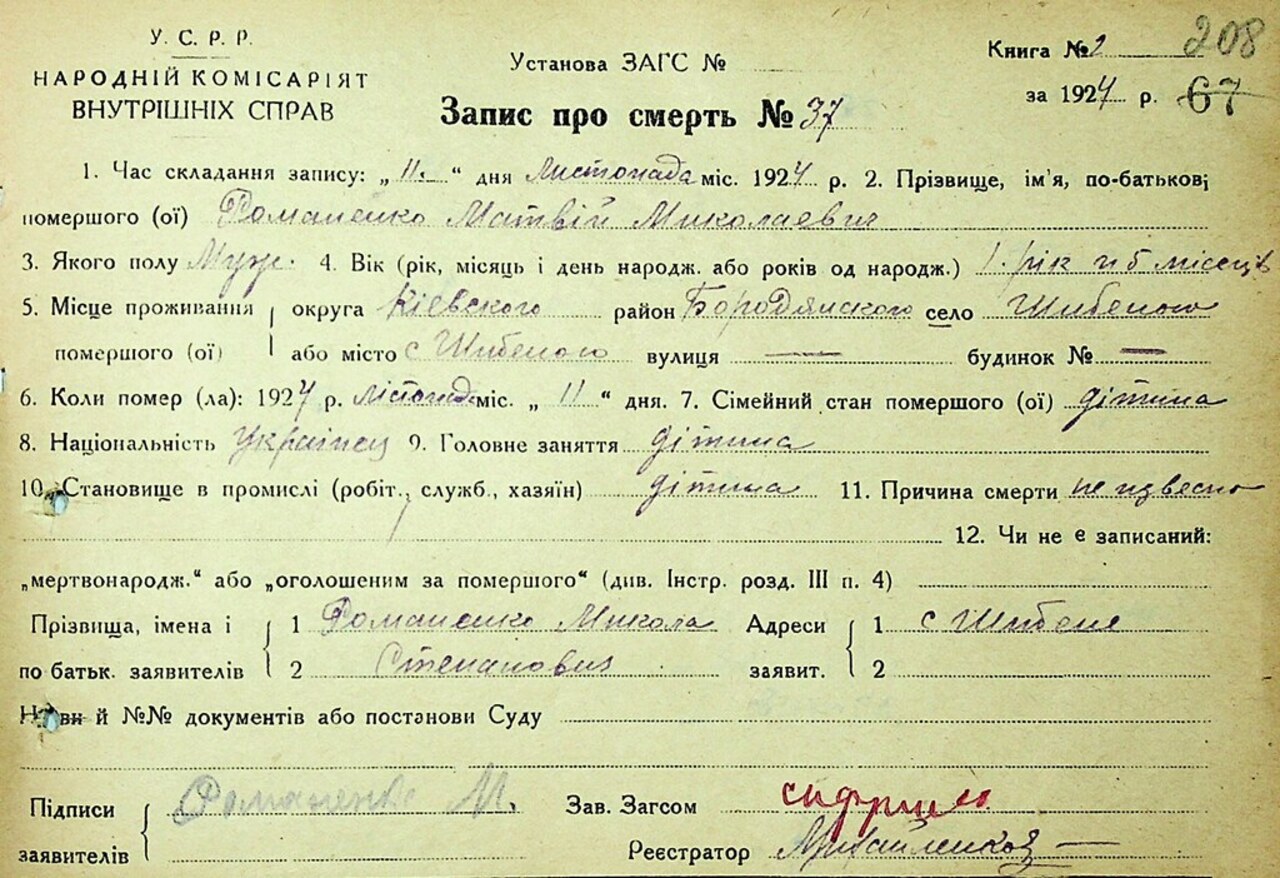 У. С. Р. Р.
НАРОДНІЙ КОМІСАРІЯТ
ВНУТРІШНІХ СПРАВ
Установа ЗАГС №
Запис про смерть № 37
Книга № 2 208
за 1924 р. 67
1. Час складання запису: „11.“ дня Листопада міс. 1924 р. 2. Прізвище, ім'я, по-батькові
помершого (ої) Романенко Матвій Миколаевич
3. Якого полу Муж. 4. Вік (рік, місяць і день народж. або років од народж.) 1. рік и 5 місяців
5. Місце проживання округа Кіевского район Бородянского село Шибеного
помершого (ої) або місто с Шибеного вулиця — будинок № —
6. Коли помер (ла): 1924 р. лістопад міс. „11“ дня. 7. Сімейний стан помершого (ої) дітина
8. Національність Українец 9. Головне заняття дітина
10. Становище в промислі (робіт., служб., хазяїн) дітина 11. Причина смерти не извесно
12. Чи не є записаний:
„мертвонародж.“ або „оголошеним за помершого“ (див. Інстр. розд. III п. 4)
Прізвища, імена і 1 Романенко Микола Адреси 1 с Шибене
по батьк. заявителів 2 Степанович заявит. 2
Назви й №№ документів або постанови Суду
Підписи Романенко М. Зав. Загсом
заявителів Реєстратор